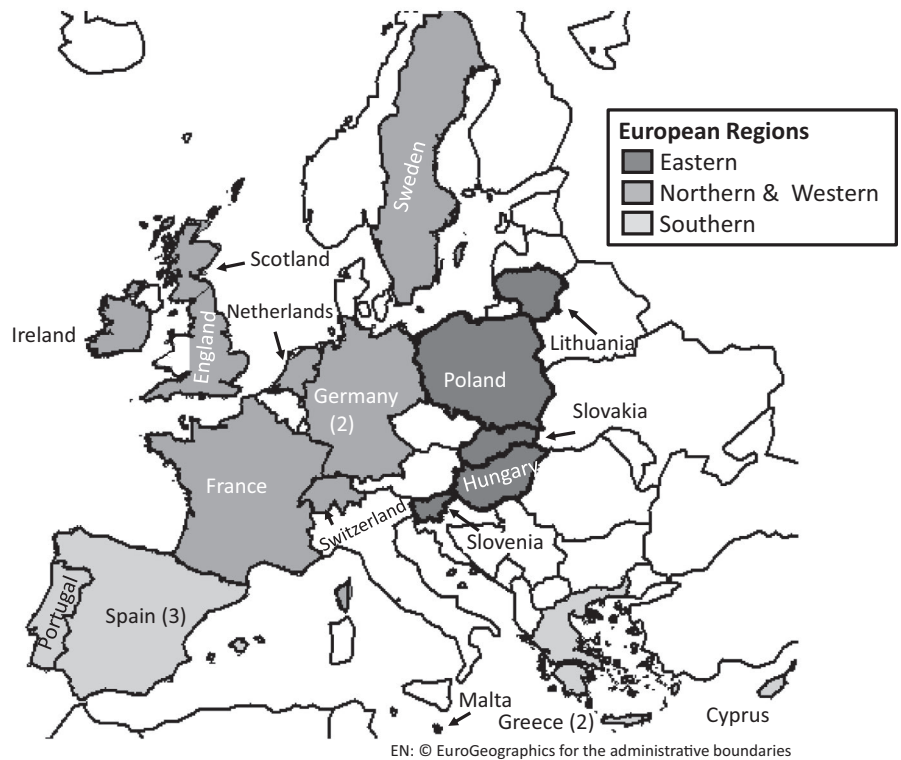 European Regions
Eastern
Northern & Western
Southern
Sweden
Scotland
Netherlands
Ireland
England
Lithuania
Germany
(2)
Poland
Slovakia
France
Hungary
Switzerland
Slovenia
Portugal
Spain (3)
Malta
Greece (2)
Cyprus
EN: © EuroGeographics for the administrative boundaries